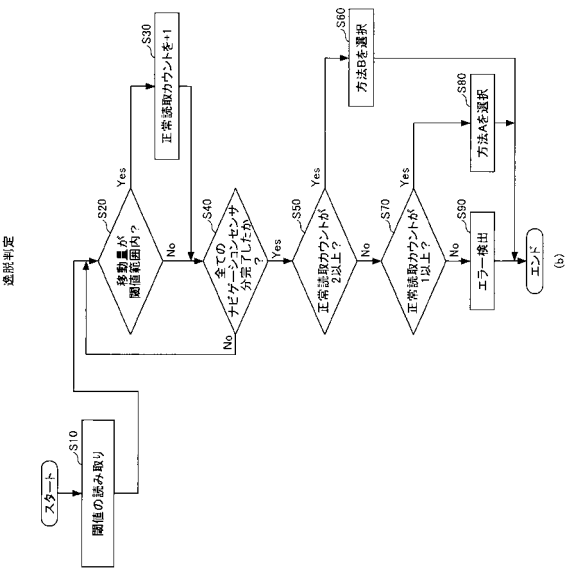 逸脱判定
スタート
S10
閾値の読み取り
S20
移動量が
閾値範囲内?
Yes
No
S30
正常読取カウントを+1
S40
全ての
ナビゲーションセンサ
分完了したか
?
No
Yes
S50
正常読取カウントが
2以上?
Yes
No
S60
方法Bを選択
S70
正常読取カウントが
1以上?
Yes
No
S80
方法Aを選択
S90
エラー検出
エンド
(b)